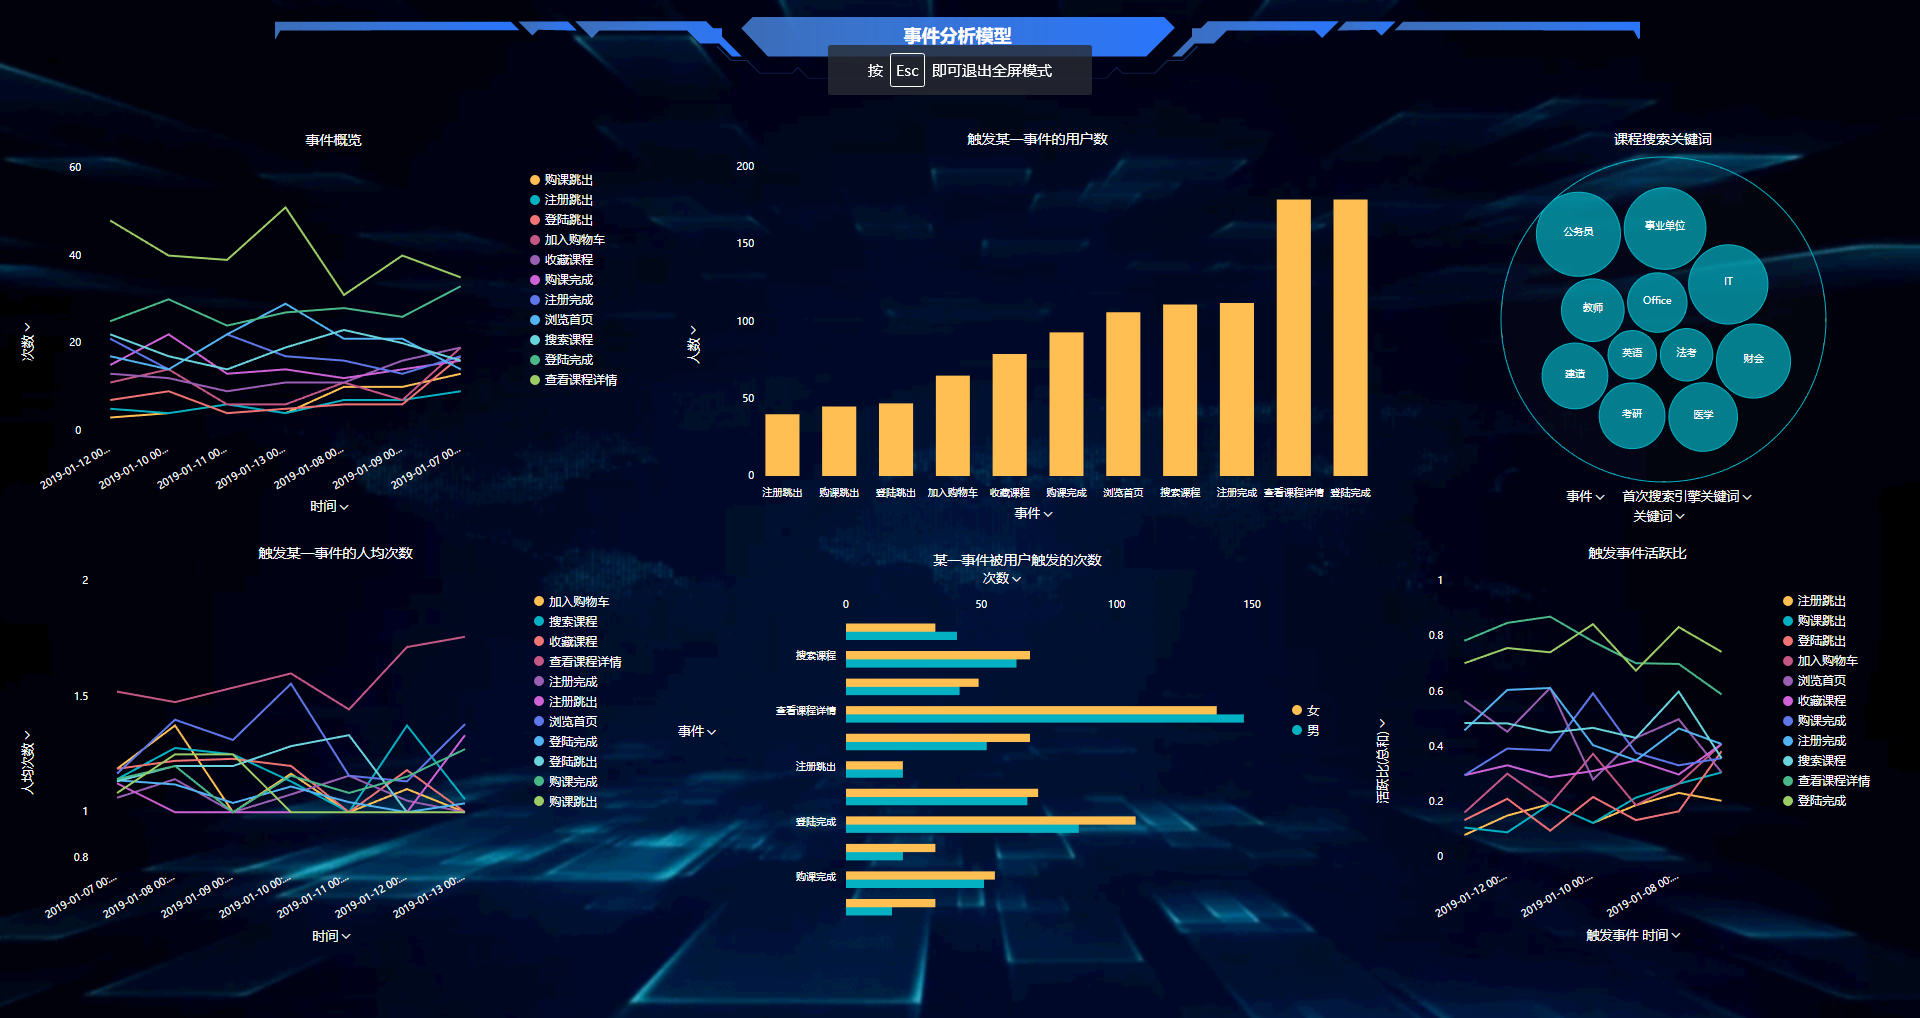 事件分析模型
按 Esc 即可退出全屏模式
事件概览
60
40
20
0
次数
2019-01-12 00:...
2019-01-10 00:...
2019-01-11 00:...
2019-01-13 00:...
2019-01-08 00:...
2019-01-09 00:...
2019-01-07 00:...
时间
购课跳出
注册跳出
登陆跳出
加入购物车
收藏课程
购课完成
注册完成
浏览首页
搜索课程
登陆完成
查看课程详情
触发某一事件的用户数
200
150
100
50
0
人数
注册跳出
购课跳出
登陆跳出
加入购物车
收藏课程
购课完成
浏览首页
搜索课程
注册完成
查看课程详情
登陆完成
事件
课程搜索关键词
公务员
事业单位
IT
教师
Office
英语
法考
财会
建造
考研
医学
事件 首次搜索引擎关键词
关键词
触发某一事件的人均次数
2
1.5
1
0.8
人均次数
2019-01-07 00:...
2019-01-08 00:...
2019-01-09 00:...
2019-01-10 00:...
2019-01-11 00:...
2019-01-12 00:...
2019-01-13 00:...
时间
加入购物车
搜索课程
收藏课程
查看课程详情
注册完成
注册跳出
浏览首页
登陆完成
登陆跳出
购课完成
购课跳出
某一事件被用户触发的次数
次数
0
50
100
150
事件
搜索课程
查看课程详情
注册跳出
登陆完成
购课完成
女
男
触发事件活跃比
1
0.8
0.6
0.4
0.2
0
活跃比(总和)
2019-01-12 00:...
2019-01-10 00:...
2019-01-08 00:...
触发事件 时间
注册跳出
购课跳出
登陆跳出
加入购物车
浏览首页
收藏课程
购课完成
注册完成
搜索课程
查看课程详情
登陆完成